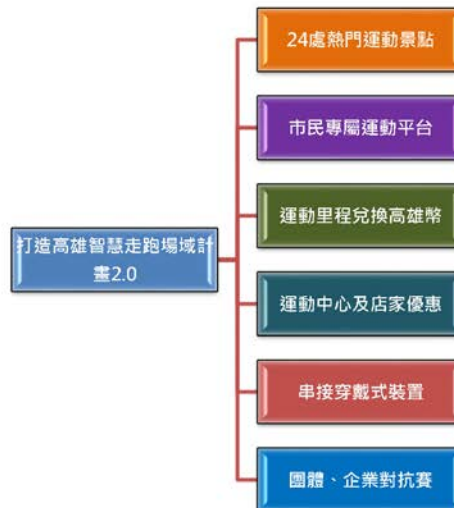 24處熱門運動景點
市民專屬運動平台
運動里程兌換高雄幣
打造高雄智慧走跑場域計
畫2.0
運動中心及店家優惠
串接穿戴式裝置
團體、企業對抗賽